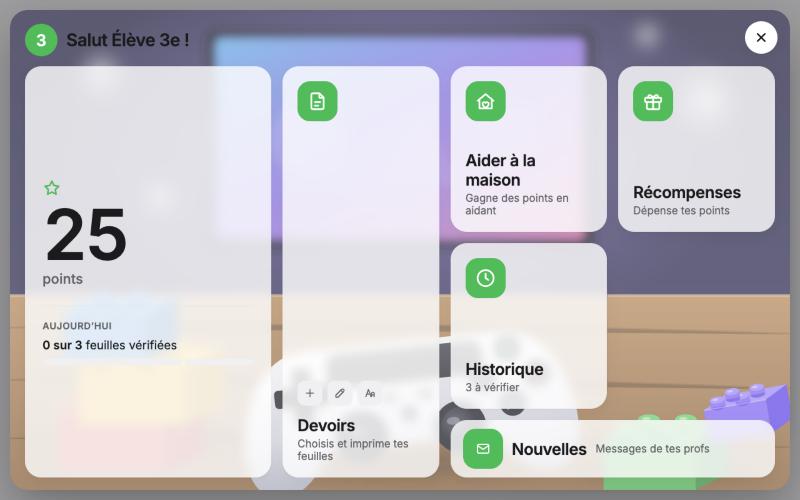 3
Salut Élève 3e !
25
points
AUJOURD'HUI
0 sur 3 feuilles vérifiées
Aa
Devoirs
Choisis et imprime tes
feuilles
Aider à la
maison
Gagne des points en
aidant
Récompenses
Dépense tes points
Historique
3 à vérifier
Nouvelles Messages de tes profs